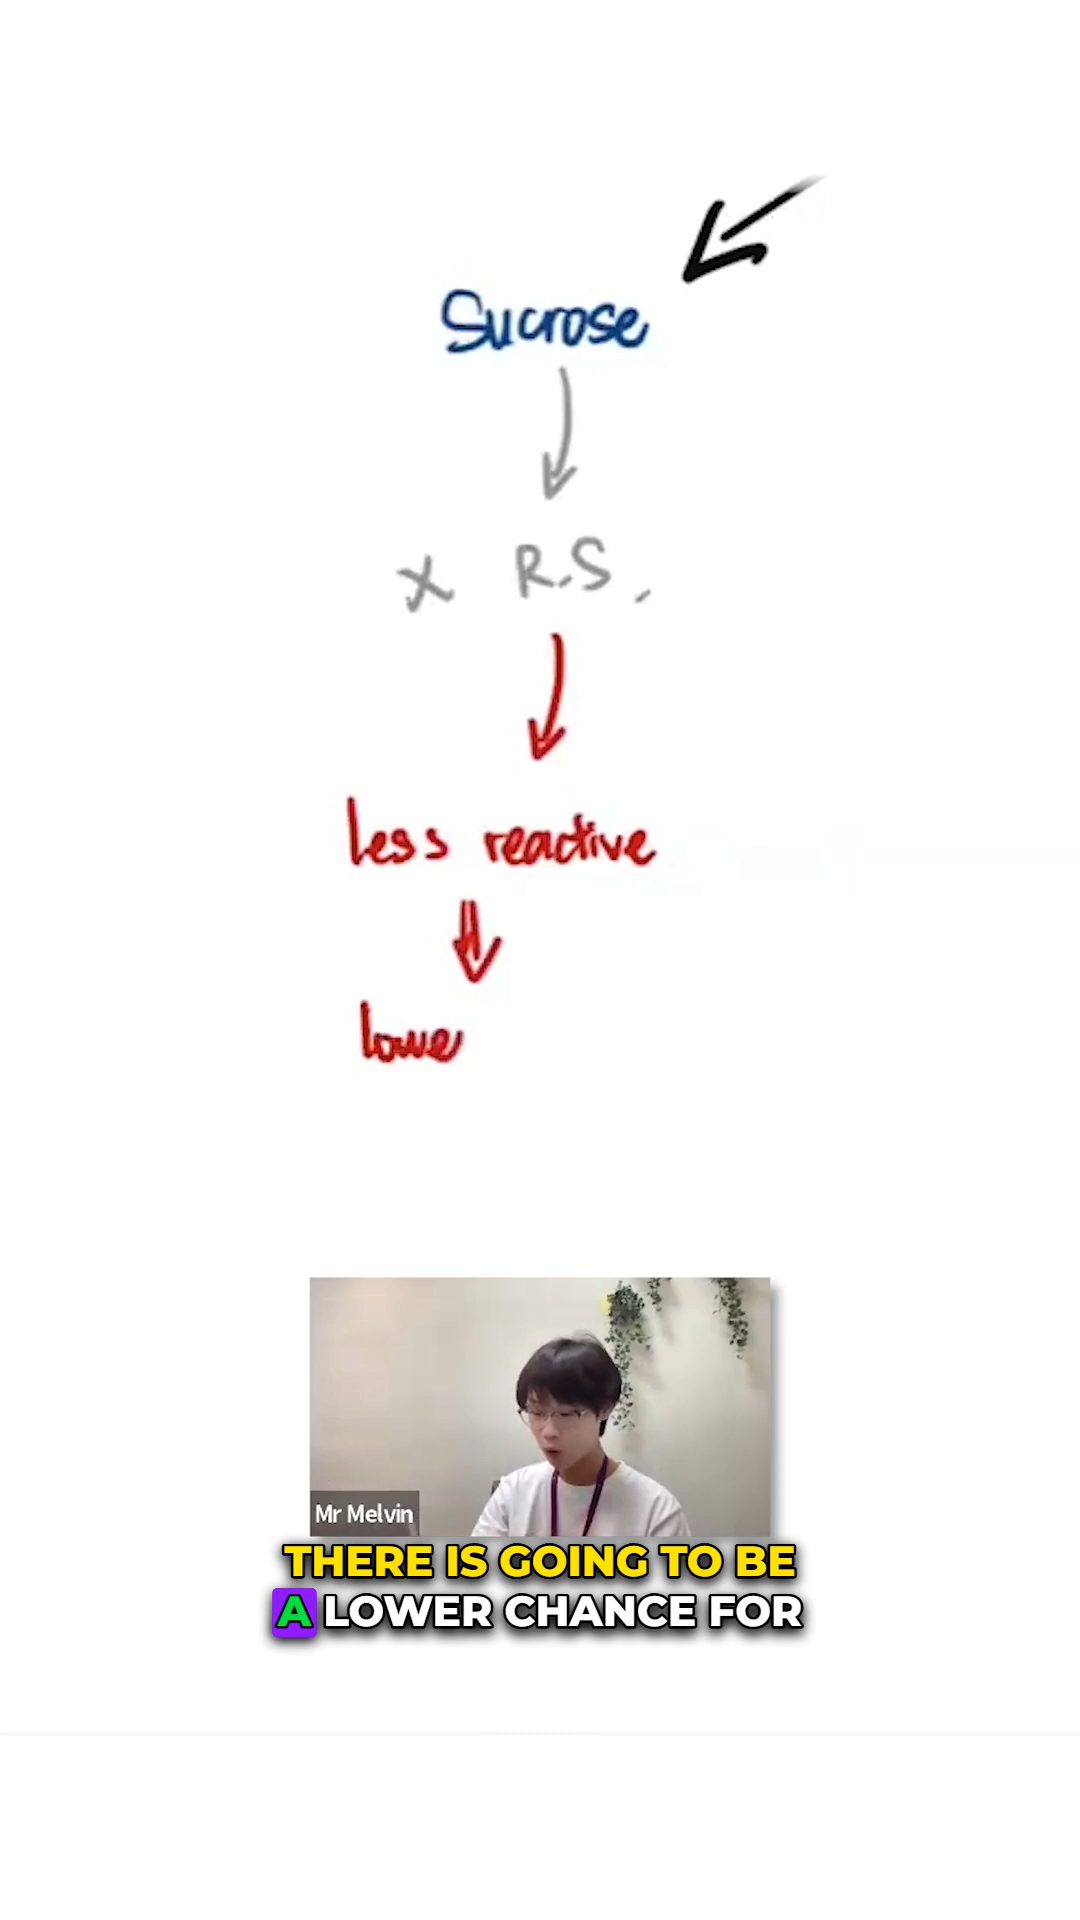 Sucrose
x R.S.
less reactive
lowe
Mr Melvin
THERE IS GOING TO BE
A LOWER CHANCE FOR